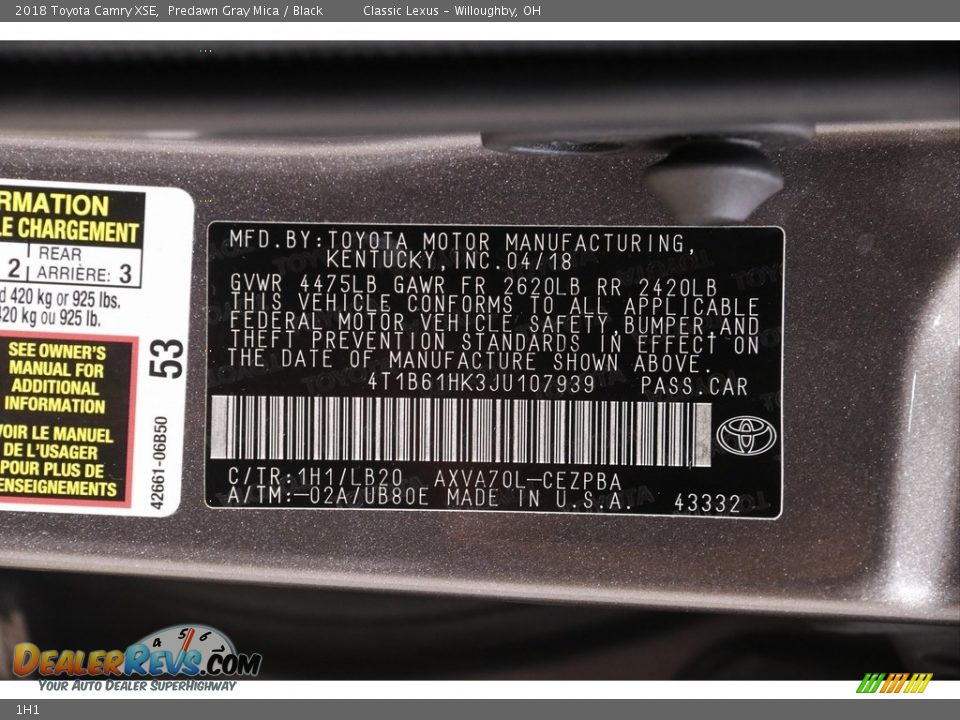 2018 Toyota Camry XSE, Predawn Gray Mica / Black Classic Lexus - Willoughby, OH
RMATION
LE CHARGEMENT
2 REAR ARRIÈRE: 3
d 420 kg or 925 lbs.
420 kg ou 925 lb.
SEE OWNER'S
MANUAL FOR
ADDITIONAL
INFORMATION
VOIR LE MANUEL
DE L'USAGER
POUR PLUS DE
ENSEIGNEMENTS
53
42661-06B50
MFD.BY:TOYOTA MOTOR MANUFACTURING,
KENTUCKY,INC.04/18
GVWR 4475LB GAWR FR 2620LB RR 2420LB
THIS VEHICLE CONFORMS TO ALL APPLICABLE
FEDERAL MOTOR VEHICLE SAFETY,BUMPER,AND
THEFT PREVENTION STANDARDS IN EFFECT ON
THE DATE OF MANUFACTURE SHOWN ABOVE.
4T1B61HK3JU107939 PASS.CAR
C/TR:1H1/LB20 AXVA70L-CEZPBA
A/TM:-02A/UB80E MADE IN U.S.A. 43332
4 5 6
DEALERREVS.COM
YOUR AUTO DEALER SUPERHIGHWAY
1H1